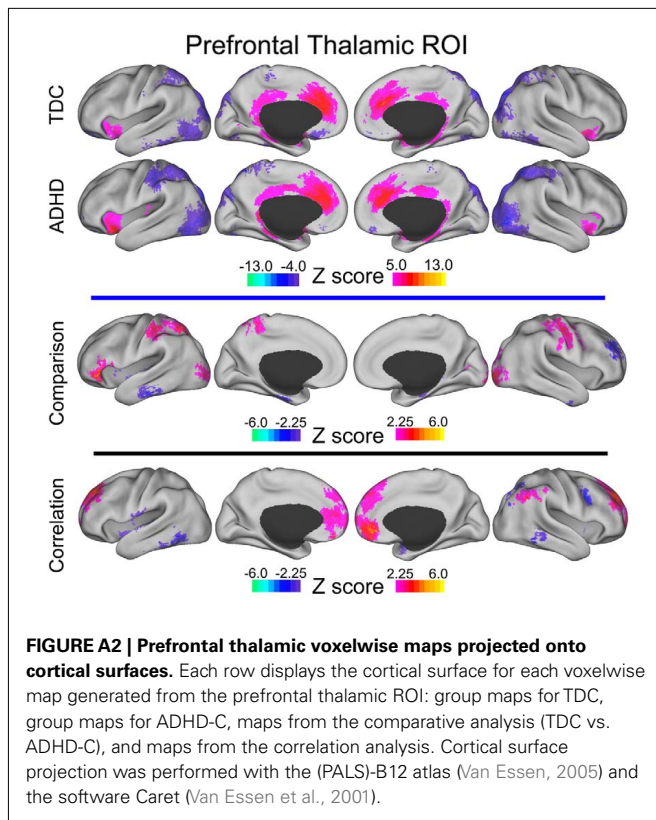 Prefrontal Thalamic ROI
TDC
ADHD
-13.0 -4.0 Z score 5.0 13.0
Comparison
-6.0 -2.25 Z score 2.25 6.0
Correlation
-6.0 -2.25 Z score 2.25 6.0
FIGURE A2 | Prefrontal thalamic voxelwise maps projected onto
cortical surfaces. Each row displays the cortical surface for each voxelwise
map generated from the prefrontal thalamic ROI: group maps for TDC,
group maps for ADHD-C, maps from the comparative analysis (TDC vs.
ADHD-C), and maps from the correlation analysis. Cortical surface
projection was performed with the (PALS)-B12 atlas (Van Essen, 2005) and
the software Caret (Van Essen et al., 2001).